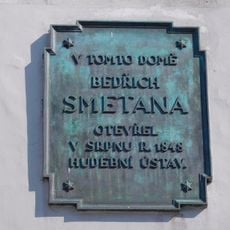 V TOMTO DOMĚ
BEDŘICH
SMETANA
OTEVŘEL
V SRPNU R. 1848
HUDEBNÍ ÚSTAV.